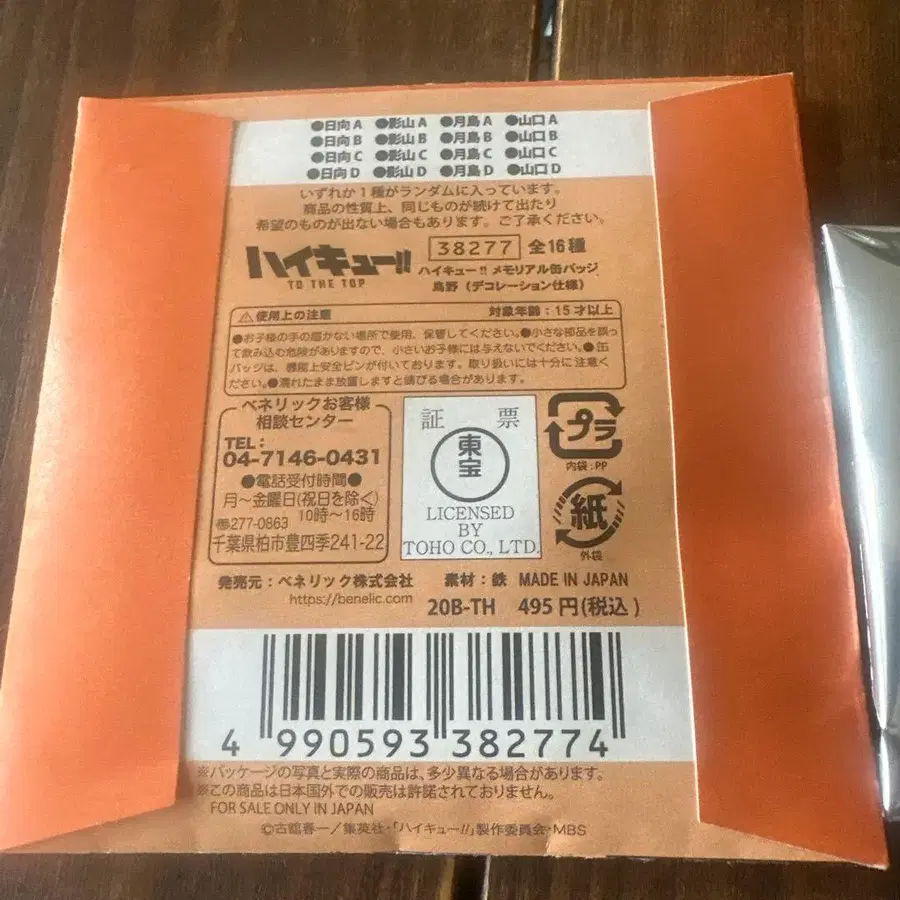 ●日向 A ●影山 A ●月島 A ●山口 A
●日向 B ●影山 B ●月島 B ●山口 B
●日向 C ●影山 C ●月島 C ●山口 C
●日向 D ●影山 D ●月島 D ●山口 D
いずれか1種がランダムに入っています。
商品の性質上、同じものが続けて出たり
希望のものが出ない場合もあります。ご了承ください。
ハイキュー!!
TO THE TOP
38277 全16種
ハイキュー!! メモリアル缶バッジ
烏野（デコレーション仕様）
⚠使用上の注意 対象年齢：15才以上
●お子様の手の届かない場所で使用、保管してください。●小さな部品を誤っ
て飲み込む危険がありますので、小さいお子様には与えないでください。●缶
バッジは、機能上安全ピンが付いております。取り扱いには十分に注意くだ
さい。●濡れたまま放置しますと錆びる場合があります。
ベネリックお客様
相談センター
TEL:
04-7146-0431
●電話受付時間●
月〜金曜日(祝日を除く)
10時〜16時
〠277-0863
千葉県柏市豊四季241-22
証 票
東宝
LICENSED
BY
TOHO CO., LTD.
プラ
内袋：PP
紙
外袋
発売元：ベネリック株式会社 素材：鉄 MADE IN JAPAN
https://benelic.com
20B-TH 495円(税込)
4 990593 382774
※パッケージの写真と実際の商品は、多少異なる場合があります。
※この商品は日本国外での販売は許諾されておりません。
FOR SALE ONLY IN JAPAN
©古舘春一／集英社・「ハイキュー!!」製作委員会・MBS